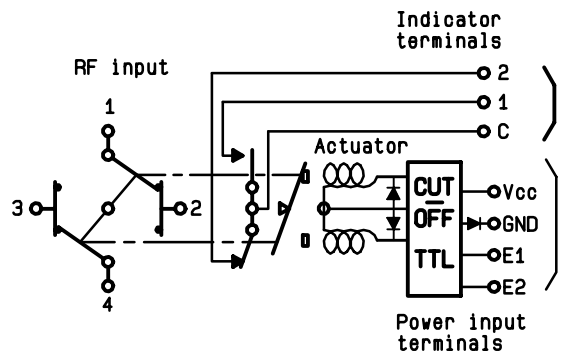 Indicator
terminals
RF input
2
1
1
C
Actuator
CUT
OFF
TTL
Vcc
GND
E1
E2
3
2
4
Power input
terminals